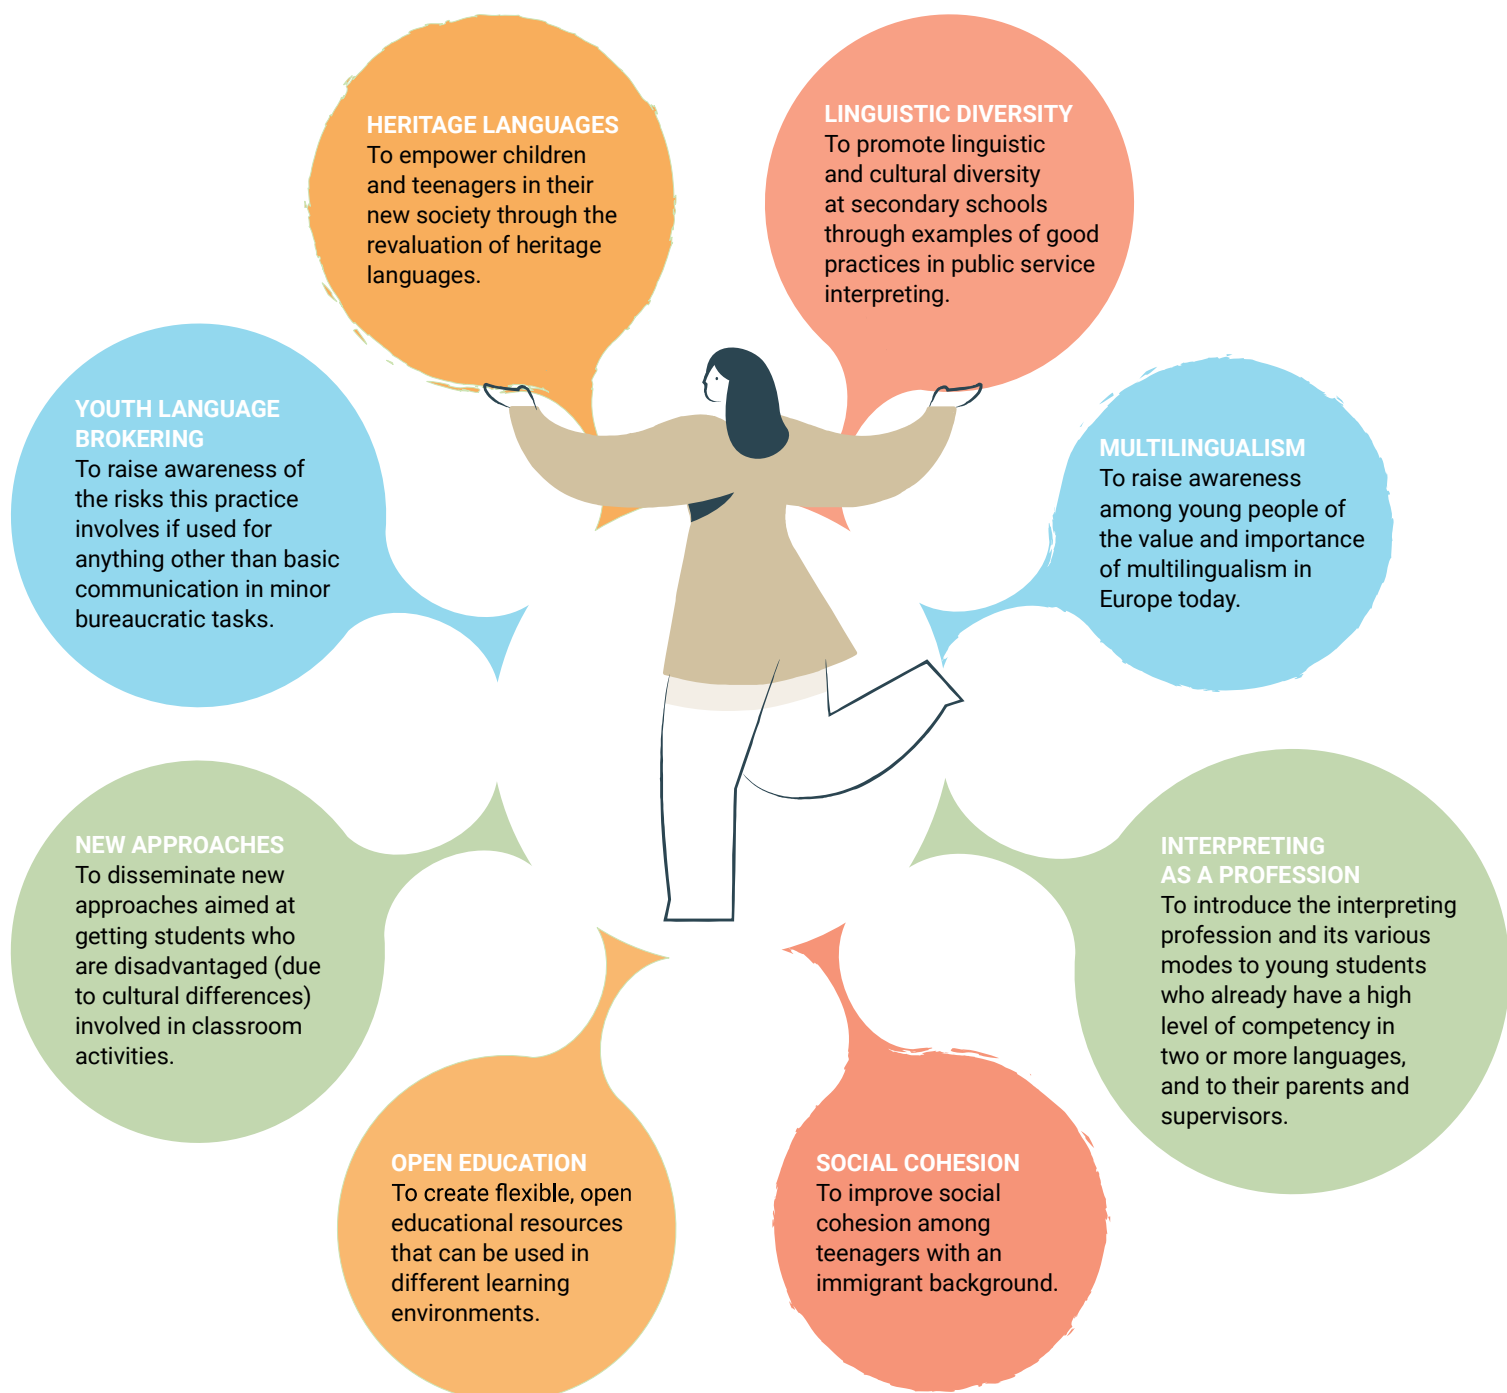 HERITAGE LANGUAGES
To empower children
and teenagers in their
new society through the
revaluation of heritage
languages.
LINGUISTIC DIVERSITY
To promote linguistic
and cultural diversity
at secondary schools
through examples of good
practices in public service
interpreting.
YOUTH LANGUAGE
BROKERING
To raise awareness of
the risks this practice
involves if used for
anything other than basic
communication in minor
bureaucratic tasks.
MULTILINGUALISM
To raise awareness
among young people of
the value and importance
of multilingualism in
Europe today.
NEW APPROACHES
To disseminate new
approaches aimed at
getting students who
are disadvantaged (due
to cultural differences)
involved in classroom
activities.
INTERPRETING
AS A PROFESSION
To introduce the interpreting
profession and its various
modes to young students
who already have a high
level of competency in
two or more languages,
and to their parents and
supervisors.
OPEN EDUCATION
To create flexible, open
educational resources
that can be used in
different learning
environments.
SOCIAL COHESION
To improve social
cohesion among
teenagers with an
immigrant background.